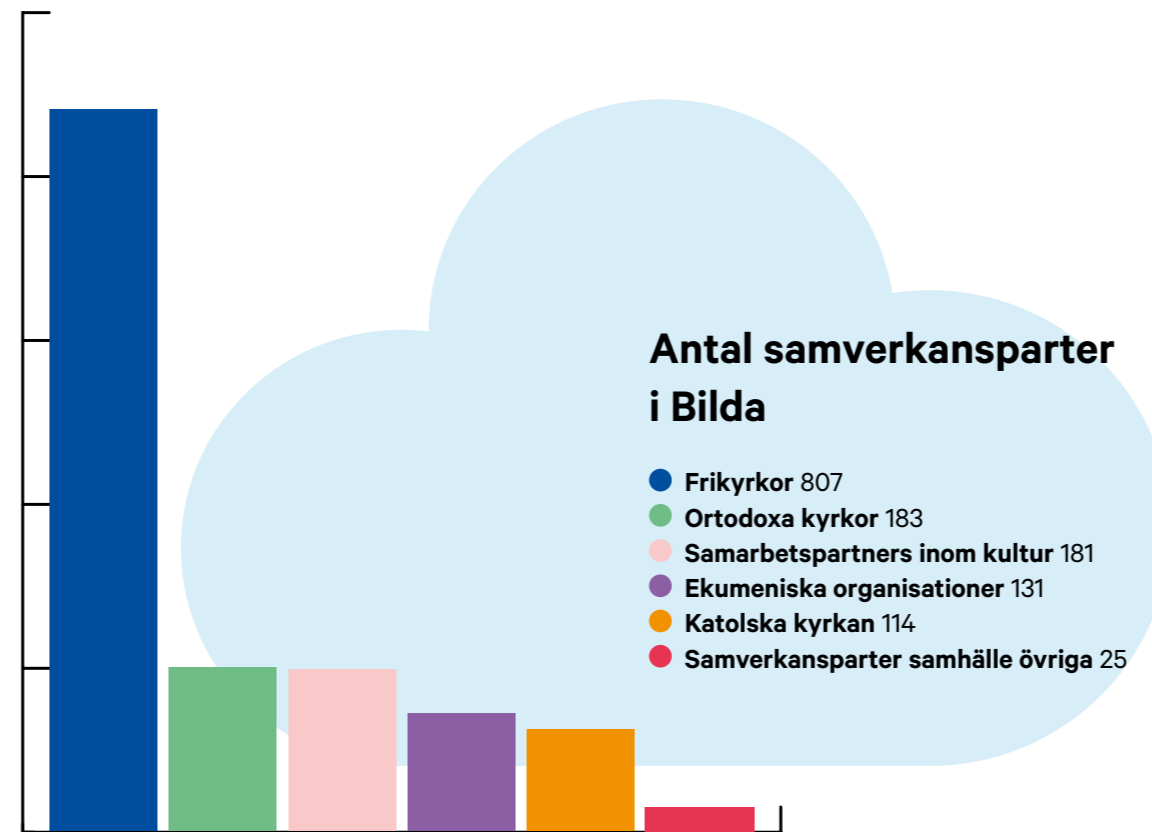 Antal samverkansparter
i Bilda
Frikyrkor 807
Ortodoxa kyrkor 183
Samarbetspartners inom kultur 181
Ekumeniska organisationer 131
Katolska kyrkan 114
Samverkansparter samhälle övriga 25